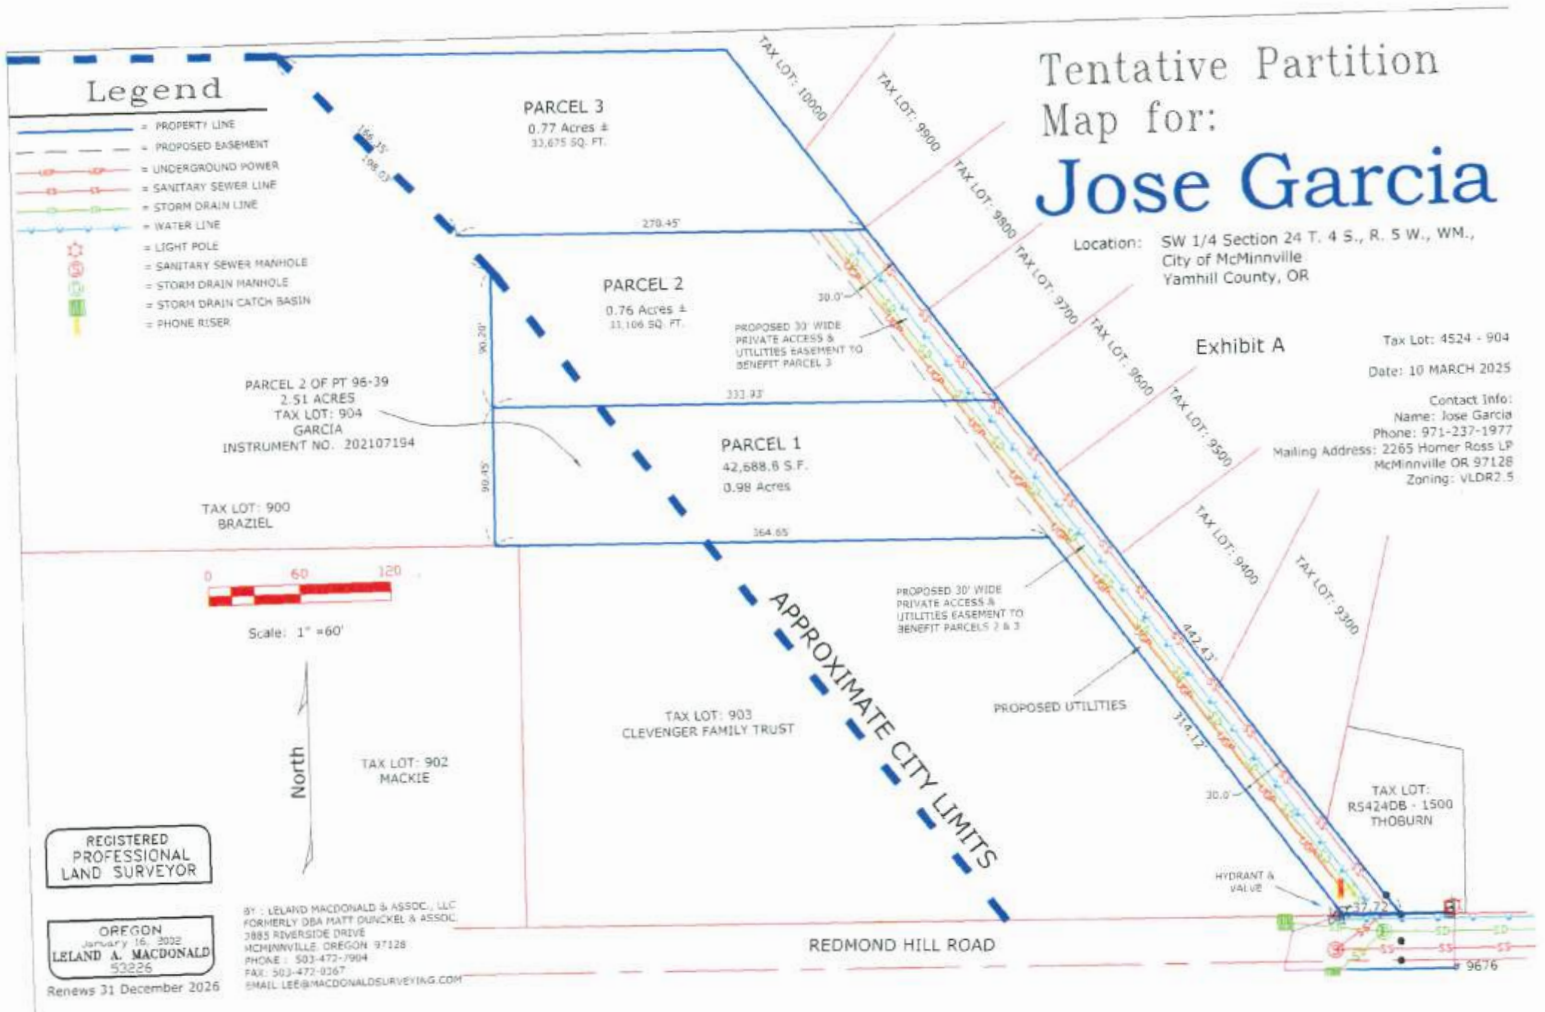 Tentative Partition
Map for:
Jose Garcia
Location: SW 1/4 Section 24 T. 4 S., R. 5 W., WM.,
City of McMinnville
Yamhill County, OR
Exhibit A
Tax Lot: 4524 - 904
Date: 10 MARCH 2025
Contact Info:
Name: Jose Garcia
Phone: 971-237-1977
Mailing Address: 2265 Homer Ross LP
McMinnville OR 97128
Zoning: VLDR2.5
Legend
= PROPERTY LINE
= PROPOSED EASEMENT
= UNDERGROUND POWER
= SANITARY SEWER LINE
= STORM DRAIN LINE
= WATER LINE
= LIGHT POLE
= SANITARY SEWER MANHOLE
= STORM DRAIN MANHOLE
= STORM DRAIN CATCH BASIN
= PHONE RISER
PARCEL 3
0.77 Acres ±
33,675 SQ. FT.
166.35'
198.03'
270.45'
PARCEL 2
0.76 Acres ±
33,106 SQ. FT.
30.0'
PROPOSED 30' WIDE
PRIVATE ACCESS &
UTILITIES EASEMENT TO
BENEFIT PARCEL 3
90.20'
333.93'
PARCEL 1
42,688.8 S.F.
0.98 Acres
90.45'
364.65'
PARCEL 2 OF PT 96-39
2.51 ACRES
TAX LOT: 904
GARCIA
INSTRUMENT NO. 202107194
TAX LOT: 900
BRAZIEL
TAX LOT: 10000
TAX LOT: 9900
TAX LOT: 9800
TAX LOT: 9700
TAX LOT: 9600
TAX LOT: 9500
TAX LOT: 9400
TAX LOT: 9300
0 60 120
Scale: 1" =60'
North
PROPOSED 30' WIDE
PRIVATE ACCESS &
UTILITIES EASEMENT TO
BENEFIT PARCELS 2 & 3
PROPOSED UTILITIES
442.43'
314.12'
30.0'
APPROXIMATE CITY LIMITS
TAX LOT: 903
CLEVENGER FAMILY TRUST
TAX LOT: 902
MACKIE
TAX LOT:
R5424DB - 1500
THOBURN
HYDRANT &
VALVE
37.72
REDMOND HILL ROAD
9676
REGISTERED
PROFESSIONAL
LAND SURVEYOR
OREGON
January 16, 2002
LELAND A. MACDONALD
53226
Renews 31 December 2026
BY : LELAND MACDONALD & ASSOC., LLC
FORMERLY DBA MATT DUNCKEL & ASSOC.
3885 RIVERSIDE DRIVE
MCMINNVILLE, OREGON 97128
PHONE : 503-472-7904
FAX: 503-472-0367
EMAIL: LEE@MACDONALDSURVEYING.COM